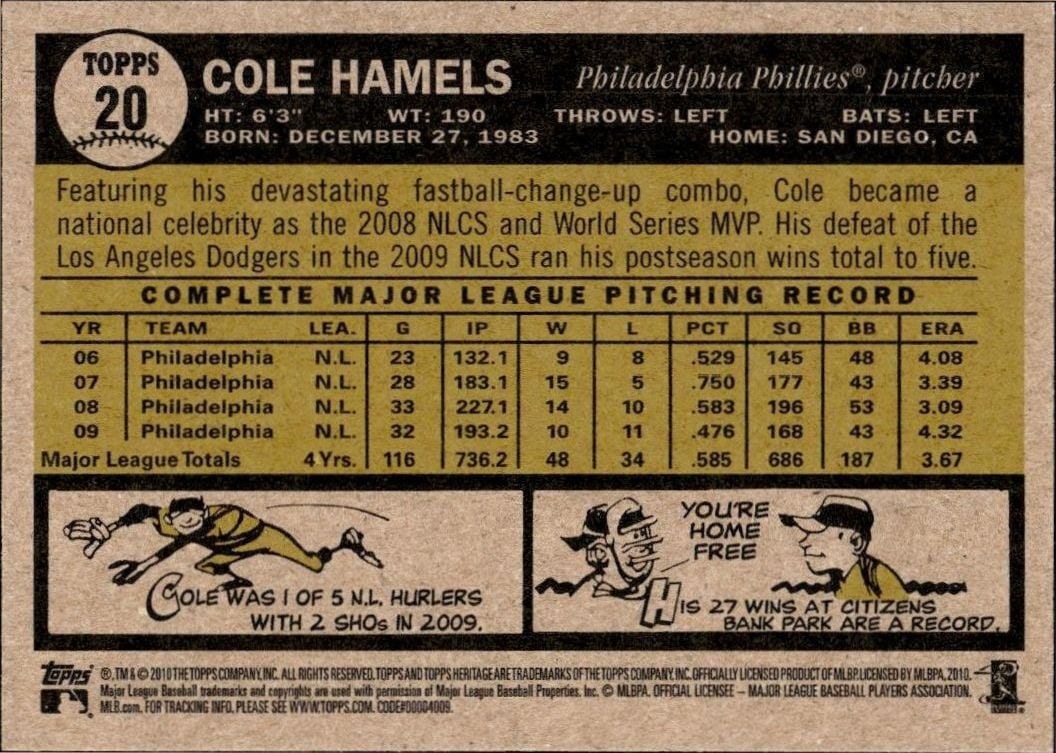 TOPPS
20
COLE HAMELS
Philadelphia Phillies®, pitcher
HT: 6'3" WT: 190 THROWS: LEFT BATS: LEFT
BORN: DECEMBER 27, 1983 HOME: SAN DIEGO, CA
Featuring his devastating fastball-change-up combo, Cole became a
national celebrity as the 2008 NLCS and World Series MVP. His defeat of the
Los Angeles Dodgers in the 2009 NLCS ran his postseason wins total to five.
COMPLETE MAJOR LEAGUE PITCHING RECORD
YR TEAM LEA. G IP W L PCT SO BB ERA
06 Philadelphia N.L. 23 132.1 9 8 .529 145 48 4.08
07 Philadelphia N.L. 28 183.1 15 5 .750 177 43 3.39
08 Philadelphia N.L. 33 227.1 14 10 .583 196 53 3.09
09 Philadelphia N.L. 32 193.2 10 11 .476 168 43 4.32
Major League Totals 4 Yrs. 116 736.2 48 34 .585 686 187 3.67
COLE WAS 1 OF 5 N.L. HURLERS
WITH 2 SHOs IN 2009.
YOU'RE
HOME
FREE
HIS 27 WINS AT CITIZENS
BANK PARK ARE A RECORD.
Topps ®, TM & © 2010 THE TOPPS COMPANY, INC. ALL RIGHTS RESERVED. TOPPS AND TOPPS HERITAGE ARE TRADEMARKS OF THE TOPPS COMPANY, INC. OFFICIALLY LICENSED PRODUCT OF MLBP. LICENSED BY MLBPA, 2010.
Major League Baseball trademarks and copyrights are used with permission of Major League Baseball Properties, Inc. © MLBPA. OFFICIAL LICENSEE – MAJOR LEAGUE BASEBALL PLAYERS ASSOCIATION.
MLB.com. FOR TRACKING INFO. PLEASE SEE WWW.TOPPS.COM. CODE#00004009.